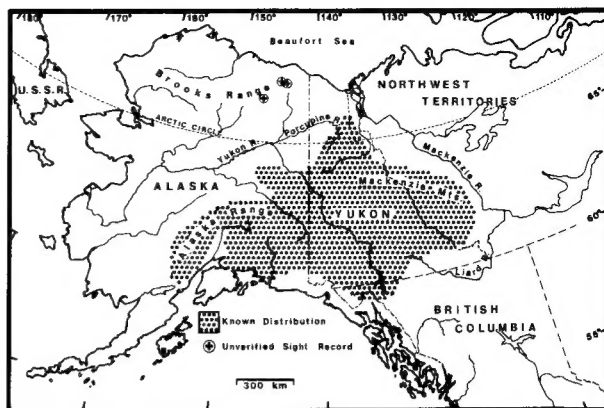 180° 170° 160° 150° 140° 130° 120° 110°
Beaufort Sea
U.S.S.R.
Brooks Range
NORTHWEST
TERRITORIES
65°
ARCTIC CIRCLE
Yukon R.
Porcupine R.
Mackenzie R.
ALASKA
Mackenzie Mts.
Alaska Range
YUKON
60°
Liard R.
BRITISH
COLUMBIA
55°
Known Distribution
Unverified Sight Record
300 km